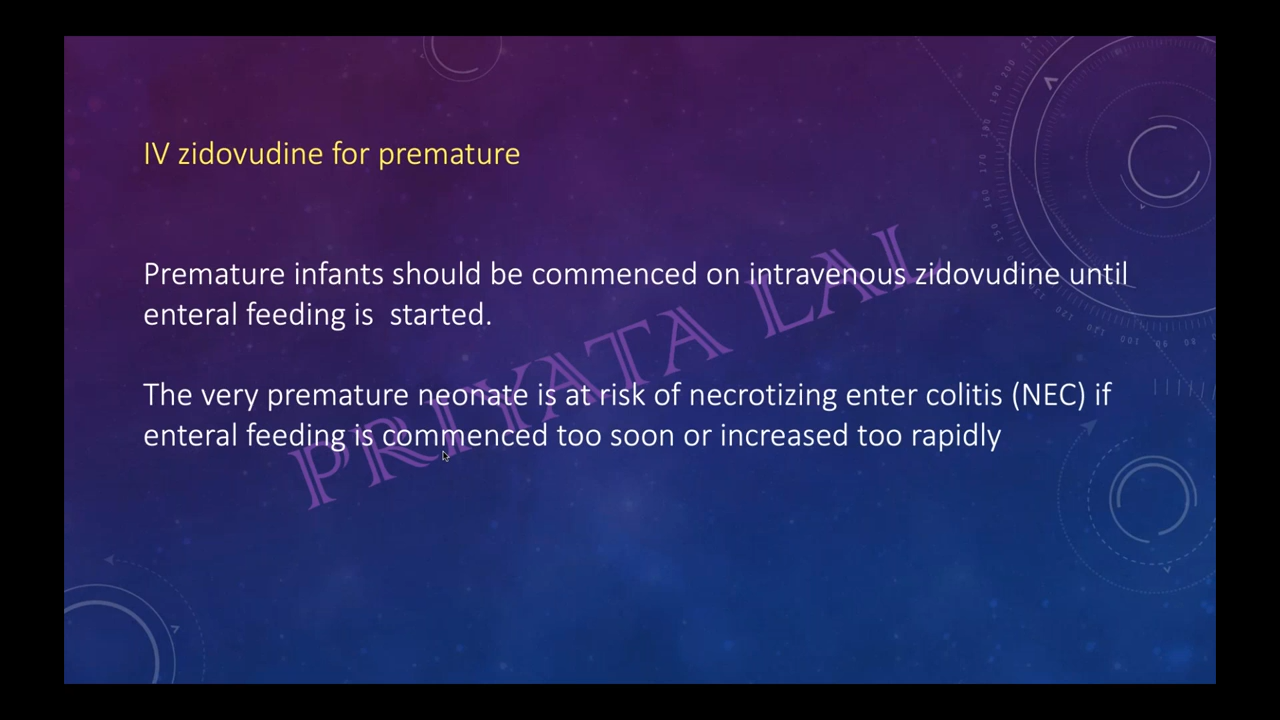 IV zidovudine for premature
Premature infants should be commenced on intravenous zidovudine until
enteral feeding is started.
The very premature neonate is at risk of necrotizing enter colitis (NEC) if
enteral feeding is commenced too soon or increased too rapidly
PRIYATA LAL